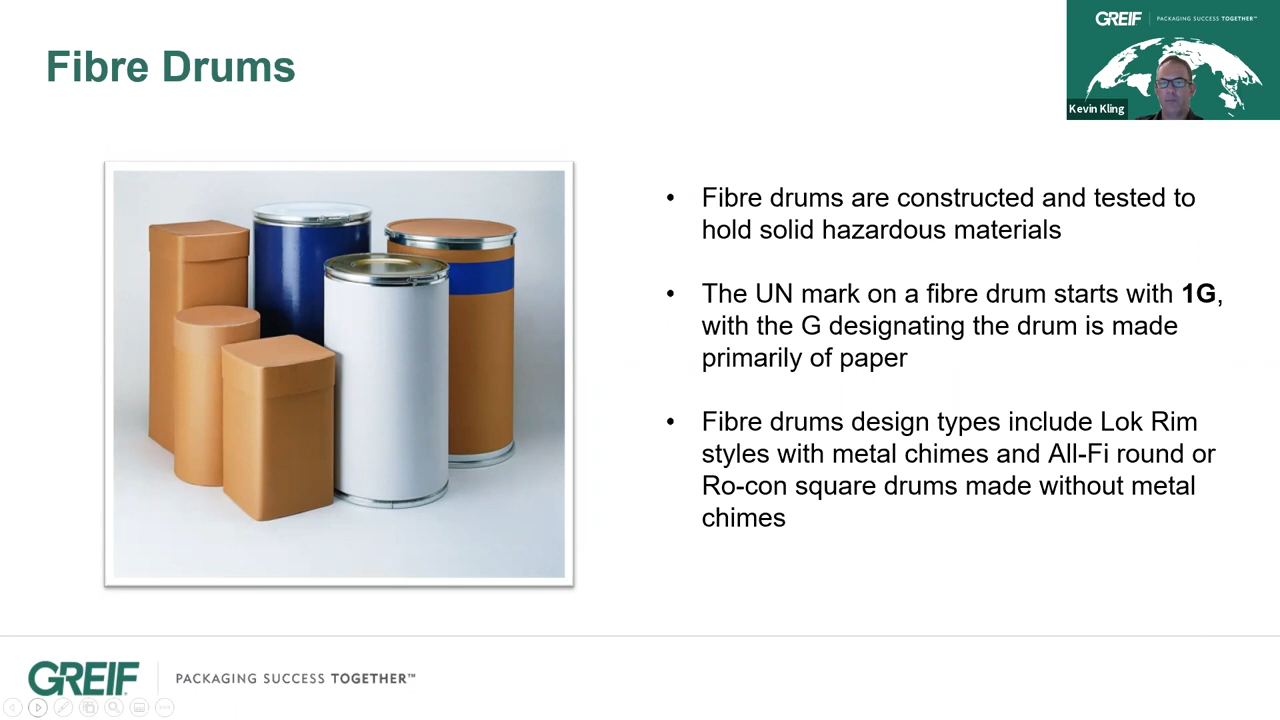 Fibre Drums
GREIF PACKAGING SUCCESS TOGETHER™
Kevin Kling
• Fibre drums are constructed and tested to
hold solid hazardous materials
• The UN mark on a fibre drum starts with 1G,
with the G designating the drum is made
primarily of paper
• Fibre drums design types include Lok Rim
styles with metal chimes and All-Fi round or
Ro-con square drums made without metal
chimes
GREIF PACKAGING SUCCESS TOGETHER™